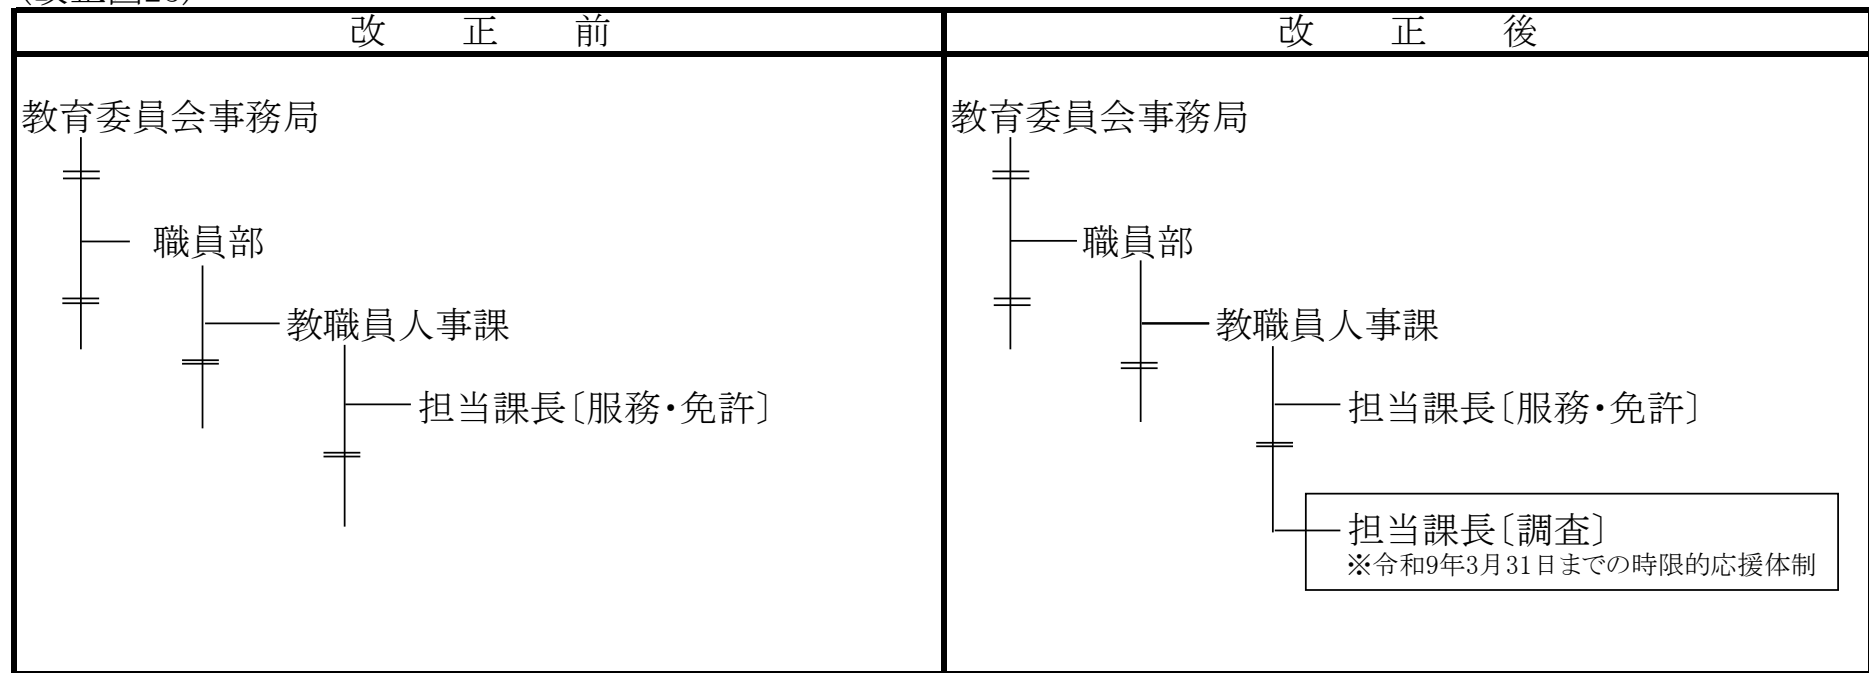 改正前
改正後
教育委員会事務局
職員部
教職員人事課
担当課長〔服務・免許〕
教育委員会事務局
職員部
教職員人事課
担当課長〔服務・免許〕
担当課長〔調査〕
※令和9年3月31日までの時限的応援体制